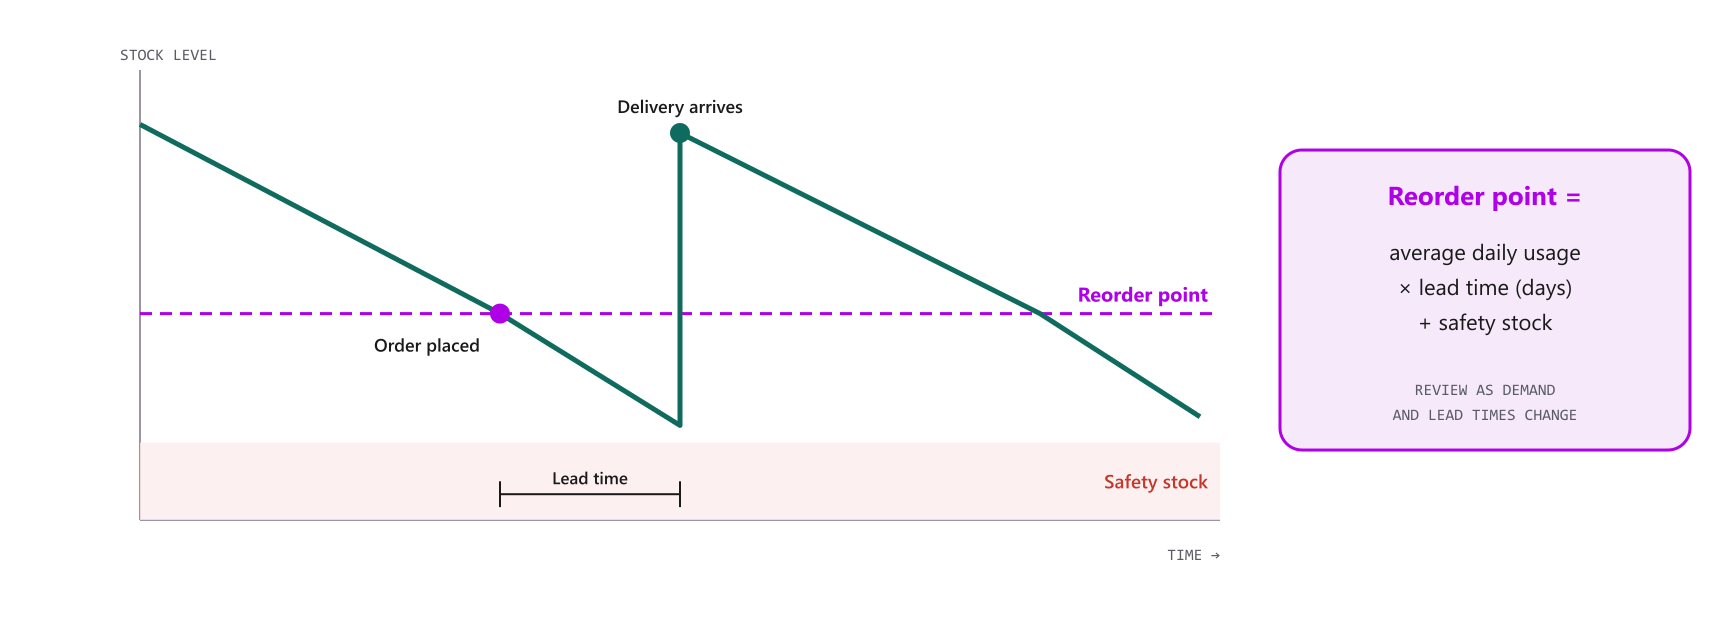 STOCK LEVEL
Delivery arrives
Reorder point
Order placed
Lead time
Safety stock
TIME →
Reorder point =
average daily usage
× lead time (days)
+ safety stock
REVIEW AS DEMAND
AND LEAD TIMES CHANGE